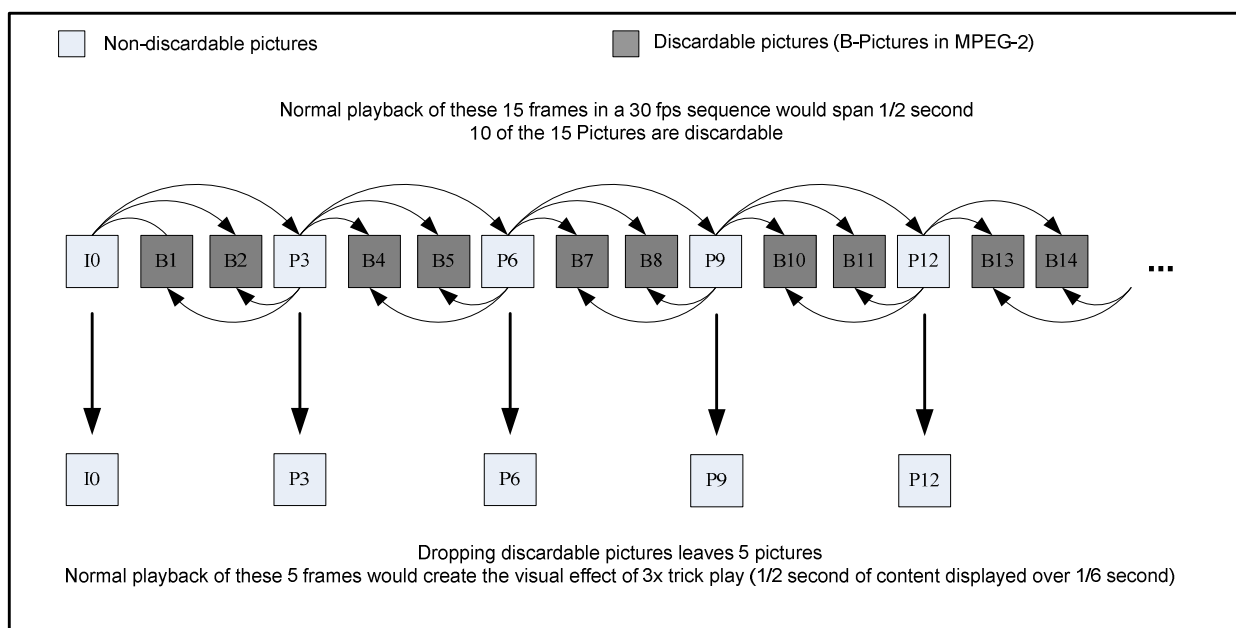 Non-discardable pictures
Discardable pictures (B-Pictures in MPEG-2)
Normal playback of these 15 frames in a 30 fps sequence would span 1/2 second
10 of the 15 Pictures are discardable
I0 B1 B2 P3 B4 B5 P6 B7 B8 P9 B10 B11 P12 B13 B14 ...
I0 P3 P6 P9 P12
Dropping discardable pictures leaves 5 pictures
Normal playback of these 5 frames would create the visual effect of 3x trick play (1/2 second of content displayed over 1/6 second)